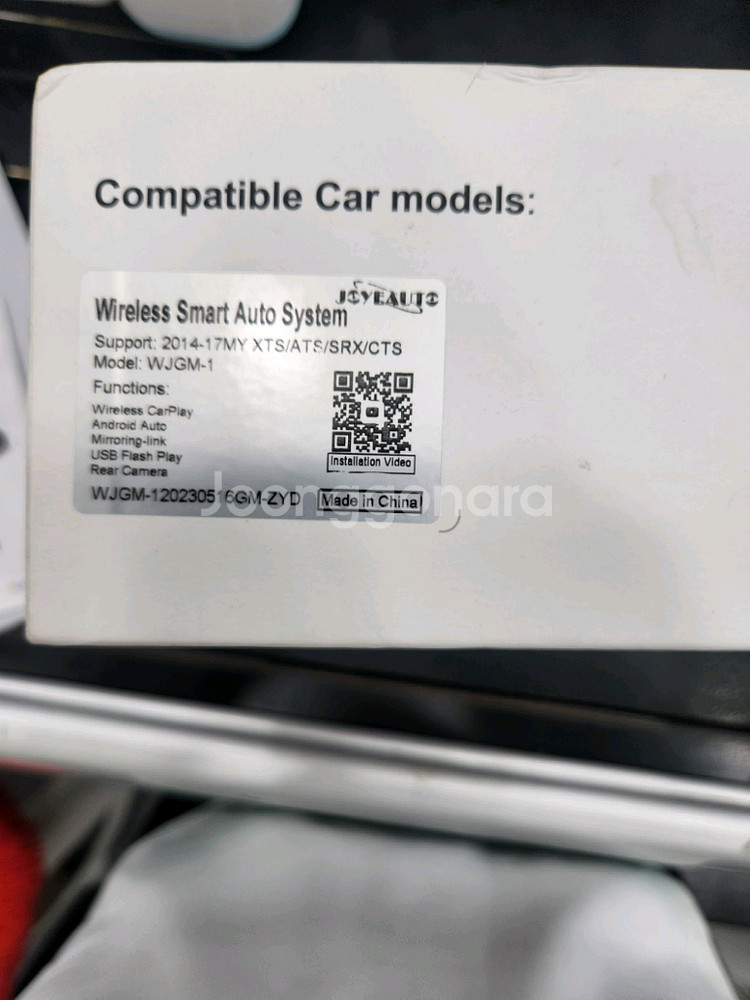 Compatible Car models:
JOYEAUTO
Wireless Smart Auto System
Support: 2014-17MY XTS/ATS/SRX/CTS
Model: WJGM-1
Functions:
Wireless CarPlay
Android Auto
Mirroring-link
USB Flash Play
Rear Camera
Installation Video
WJGM-120230516GM-ZYD Made in China
Joonggonara